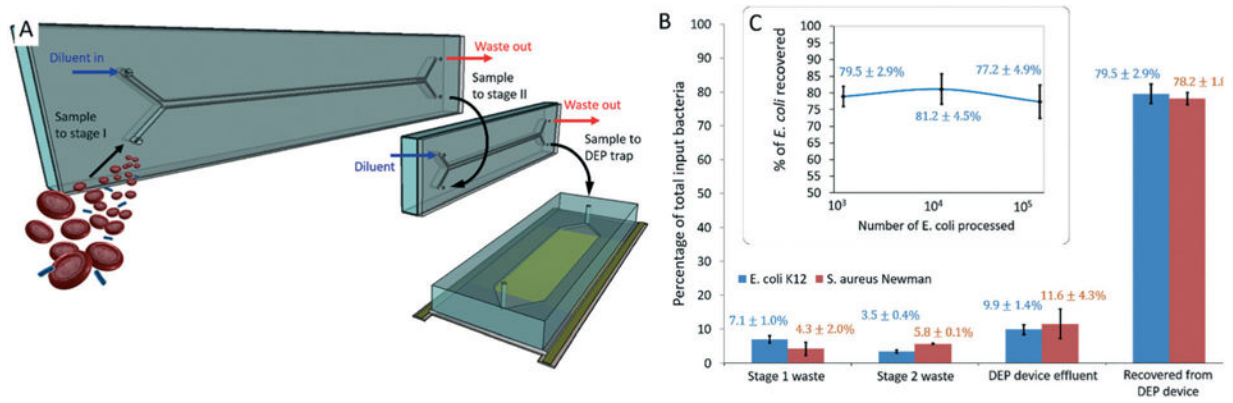 A
Diluent in
Sample
to stage I
Waste out
Sample
to stage II
Waste out
Diluent
Sample to
DEP trap
B
Percentage of total input bacteria
100
90
80
70
60
50
40
30
20
10
0
7.1 ± 1.0%
4.3 ± 2.0%
3.5 ± 0.4%
5.8 ± 0.1%
9.9 ± 1.4%
11.6 ± 4.3%
79.5 ± 2.9%
78.2 ± 1.8
E. coli K12
S. aureus Newman
Stage 1 waste
Stage 2 waste
DEP device effluent
Recovered from
DEP device
C
% of E. coli recovered
100
95
90
85
80
75
70
65
60
55
50
79.5 ± 2.9%
81.2 ± 4.5%
77.2 ± 4.9%
10³
10⁴
10⁵
Number of E. coli processed